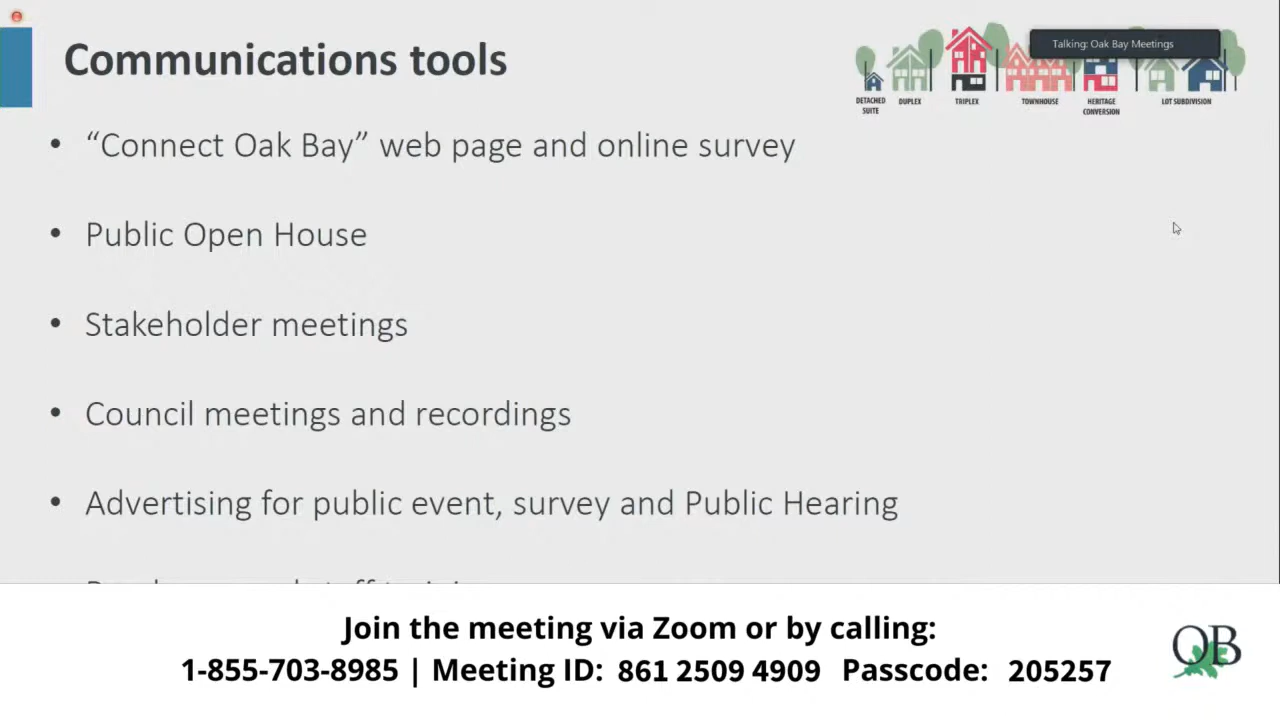 Communications tools
Talking: Oak Bay Meetings
DETACHED SUITE
DUPLEX
TRIPLEX
TOWNHOUSE
HERITAGE CONVERSION
LOT SUBDIVISION
• “Connect Oak Bay” web page and online survey
• Public Open House
• Stakeholder meetings
• Council meetings and recordings
• Advertising for public event, survey and Public Hearing
Join the meeting via Zoom or by calling:
1-855-703-8985 | Meeting ID: 861 2509 4909 Passcode: 205257
OB